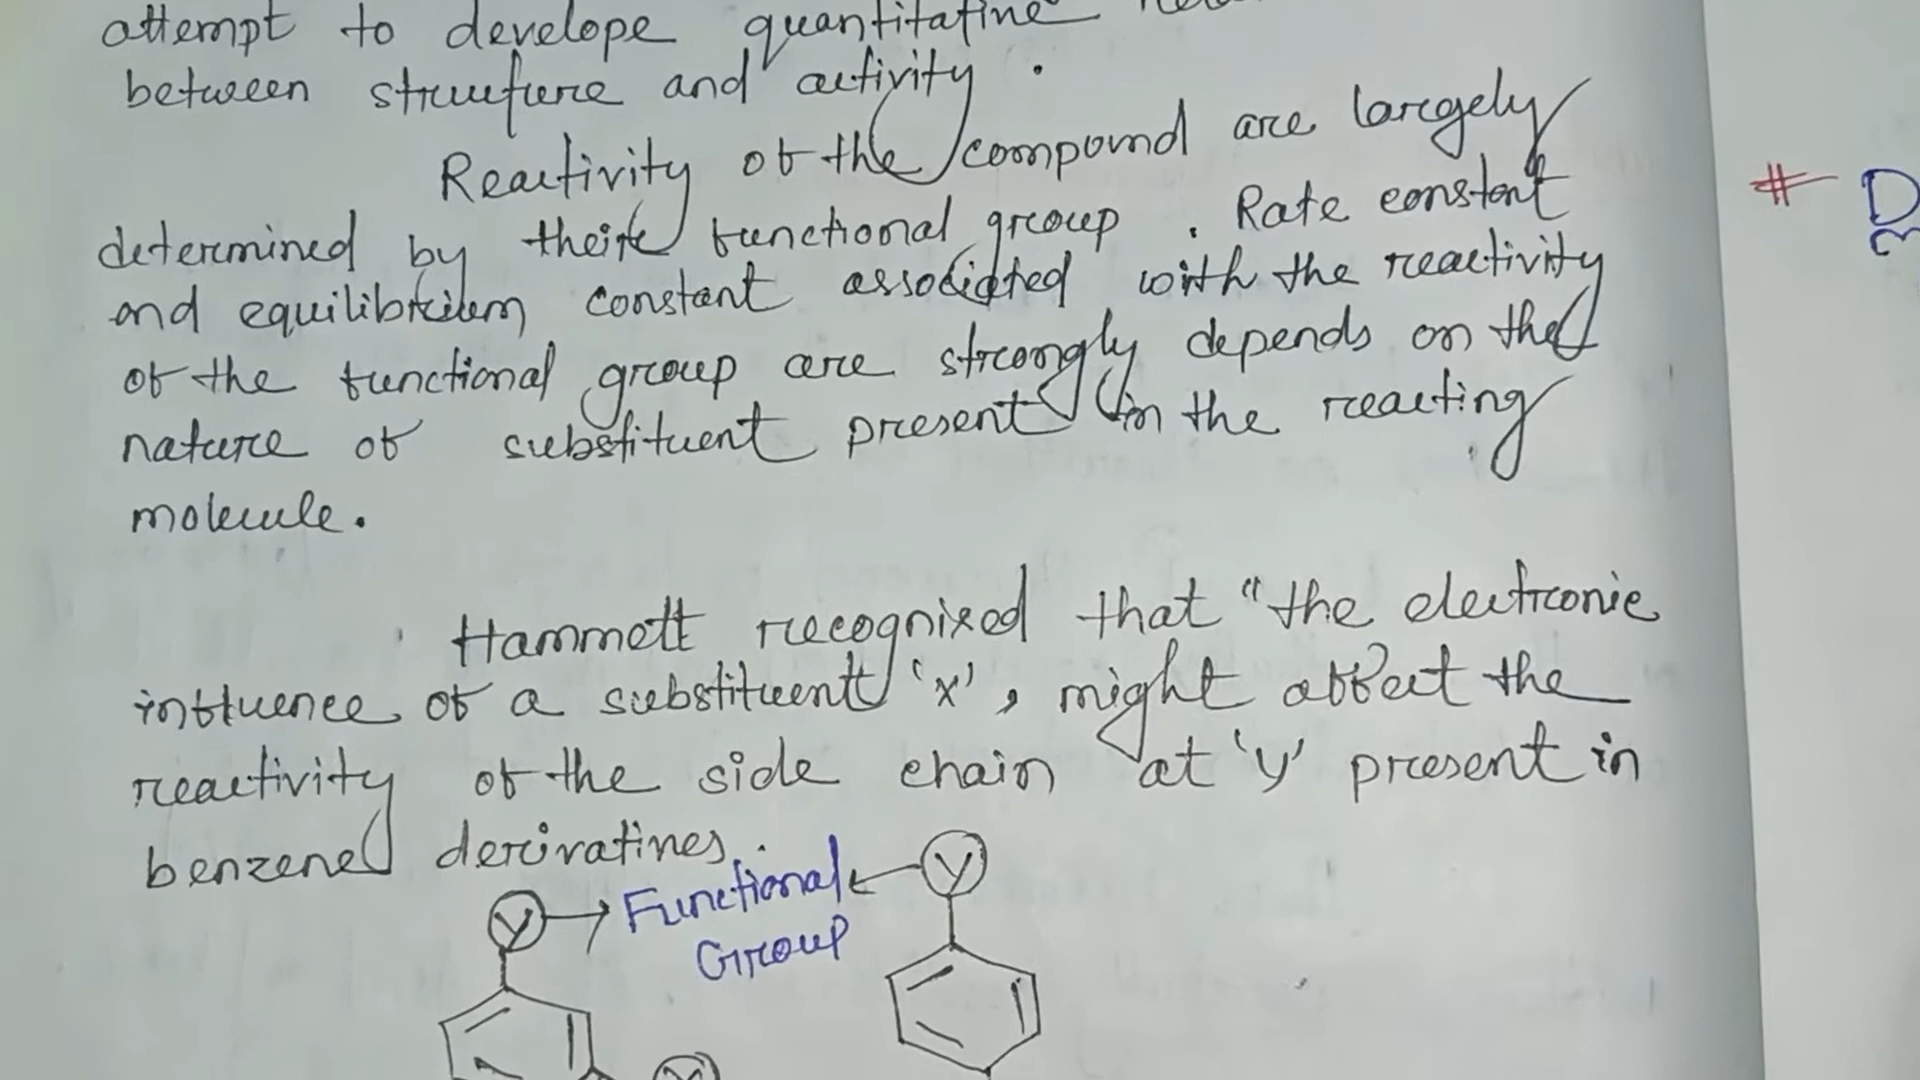 attempt to develope quantitative
between structure and activity.
Reactivity of the compound are largely
determined by their functional group. Rate constant
and equilibrium constant associated with the reactivity
of the functional group are strongly depends on the
nature of substituent present in the reacting
molecule.
Hammett recognized that "the electronic
influence of a substituent 'x', might affect the
reactivity of the side chain at 'y' present in
benzene derivatives.
Y Functional Y
Group
# D